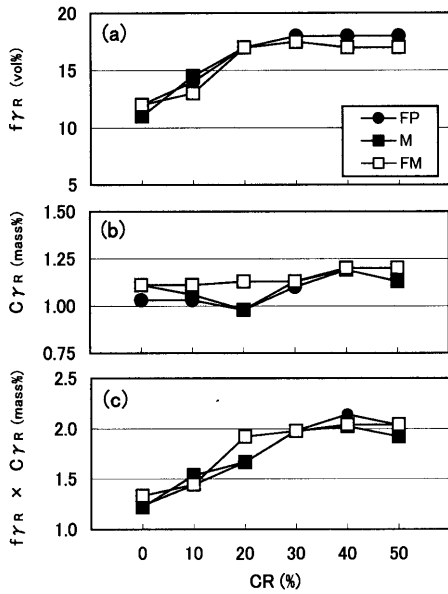 (a)
20
15
10
5
fγR (vol%)
FP
M
FM
(b)
1.50
1.25
1.00
0.75
CγR (mass%)
(c)
2.5
2.0
1.5
1.0
fγR × CγR (mass%)
0 10 20 30 40 50
CR (%)